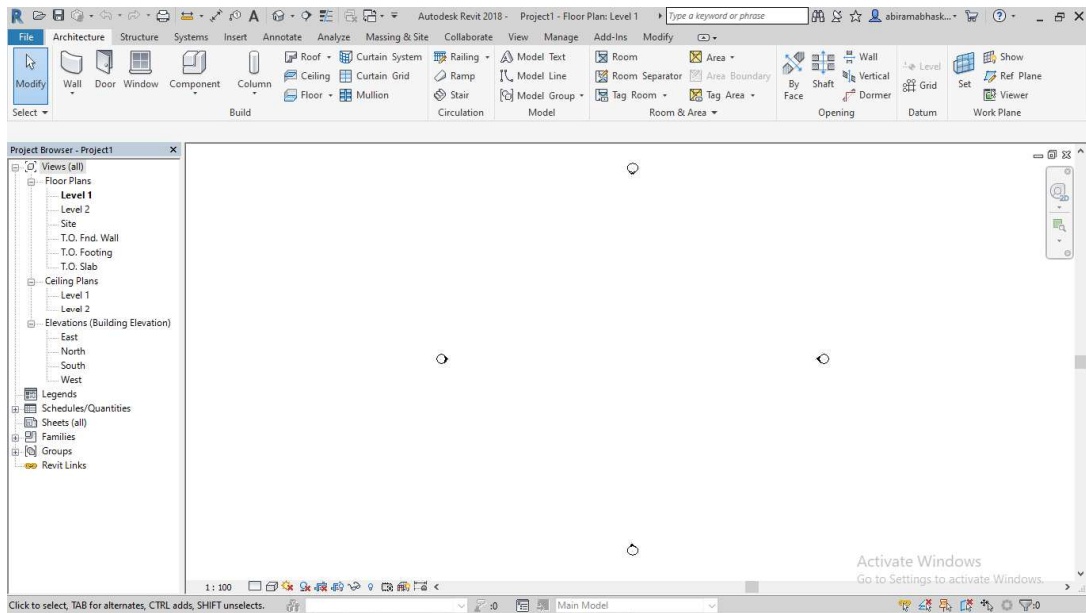 Autodesk Revit 2018 - Project1 - Floor Plan: Level 1 Type a keyword or phrase abiramabhask...
File Architecture Structure Systems Insert Annotate Analyze Massing & Site Collaborate View Manage Add-Ins Modify
Modify Wall Door Window Component Column Roof Curtain System Railing Model Text Room Area By Face Shaft Wall Level Set Show
Ceiling Curtain Grid Ramp Model Line Room Separator Area Boundary Vertical Grid Ref Plane
Floor Mullion Stair Model Group Tag Room Tag Area Dormer Viewer
Select Build Circulation Model Room & Area Opening Datum Work Plane
Project Browser - Project1
Views (all)
Floor Plans
Level 1
Level 2
Site
T.O. Fnd. Wall
T.O. Footing
T.O. Slab
Ceiling Plans
Level 1
Level 2
Elevations (Building Elevation)
East
North
South
West
Legends
Schedules/Quantities
Sheets (all)
Families
Groups
Revit Links
Activate Windows
Go to Settings to activate Windows.
1 : 100
Click to select, TAB for alternates, CTRL adds, SHIFT unselects. :0 Main Model :0